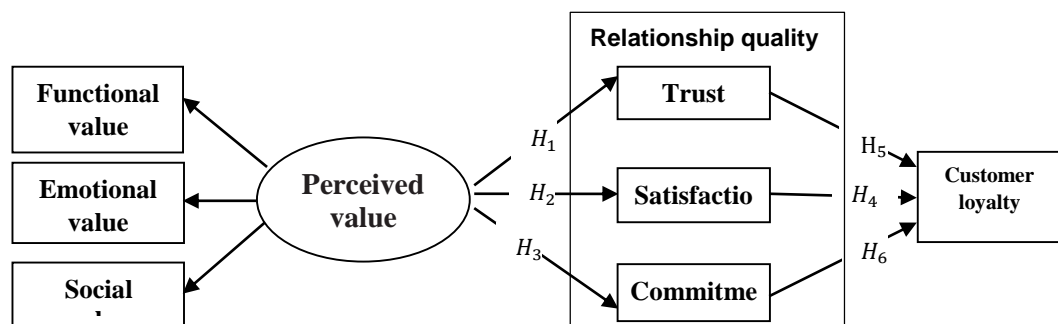 Relationship quality
Functional
value
Emotional
value
Social
Perceived
value
H1
H2
H3
Trust
Satisfactio
Commitme
H5
H4
H6
Customer
loyalty